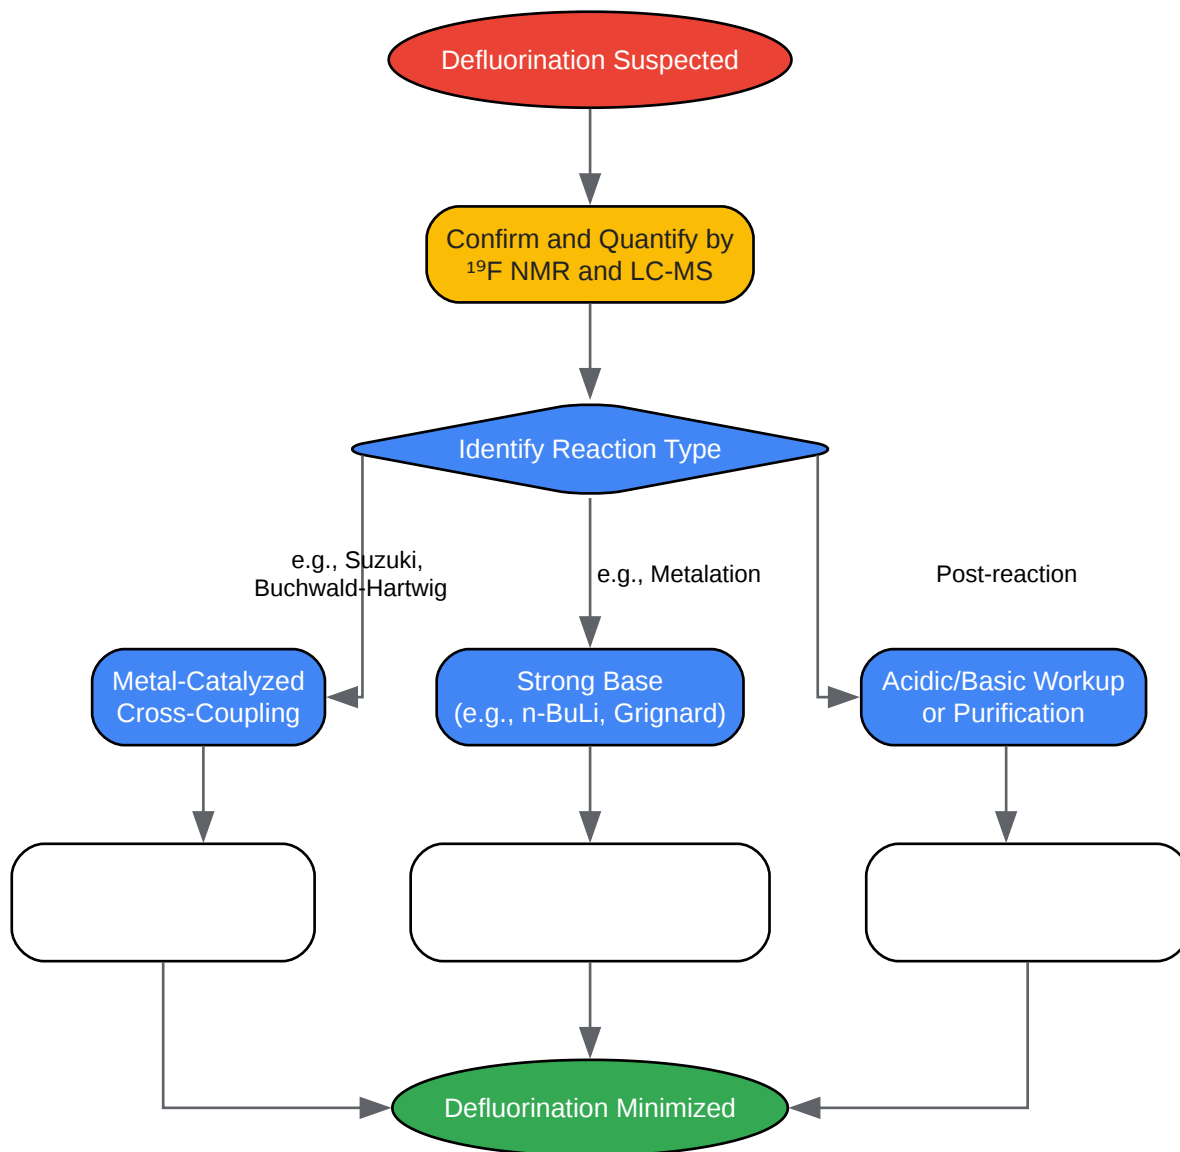 Defluorination Suspected
Confirm and Quantify by
¹⁹F NMR and LC-MS
Identify Reaction Type
e.g., Suzuki,
Buchwald-Hartwig
e.g., Metalation
Post-reaction
Metal-Catalyzed
Cross-Coupling
Strong Base
(e.g., n-BuLi, Grignard)
Acidic/Basic Workup
or Purification
Defluorination Minimized